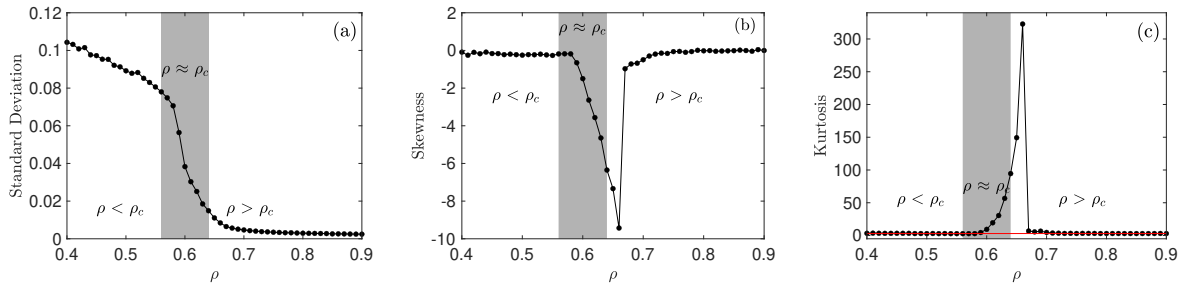 (a)
Standard Deviation
0.12
0.1
0.08
0.06
0.04
0.02
0
ρ ≈ ρc
ρ < ρc
ρ > ρc
0.4 0.5 0.6 0.7 0.8 0.9
ρ
(b)
Skewness
2
0
-2
-4
-6
-8
-10
ρ ≈ ρc
ρ < ρc
ρ > ρc
0.4 0.5 0.6 0.7 0.8 0.9
ρ
(c)
Kurtosis
300
250
200
150
100
50
0
ρ ≈ ρc
ρ < ρc
ρ > ρc
0.4 0.5 0.6 0.7 0.8 0.9
ρ